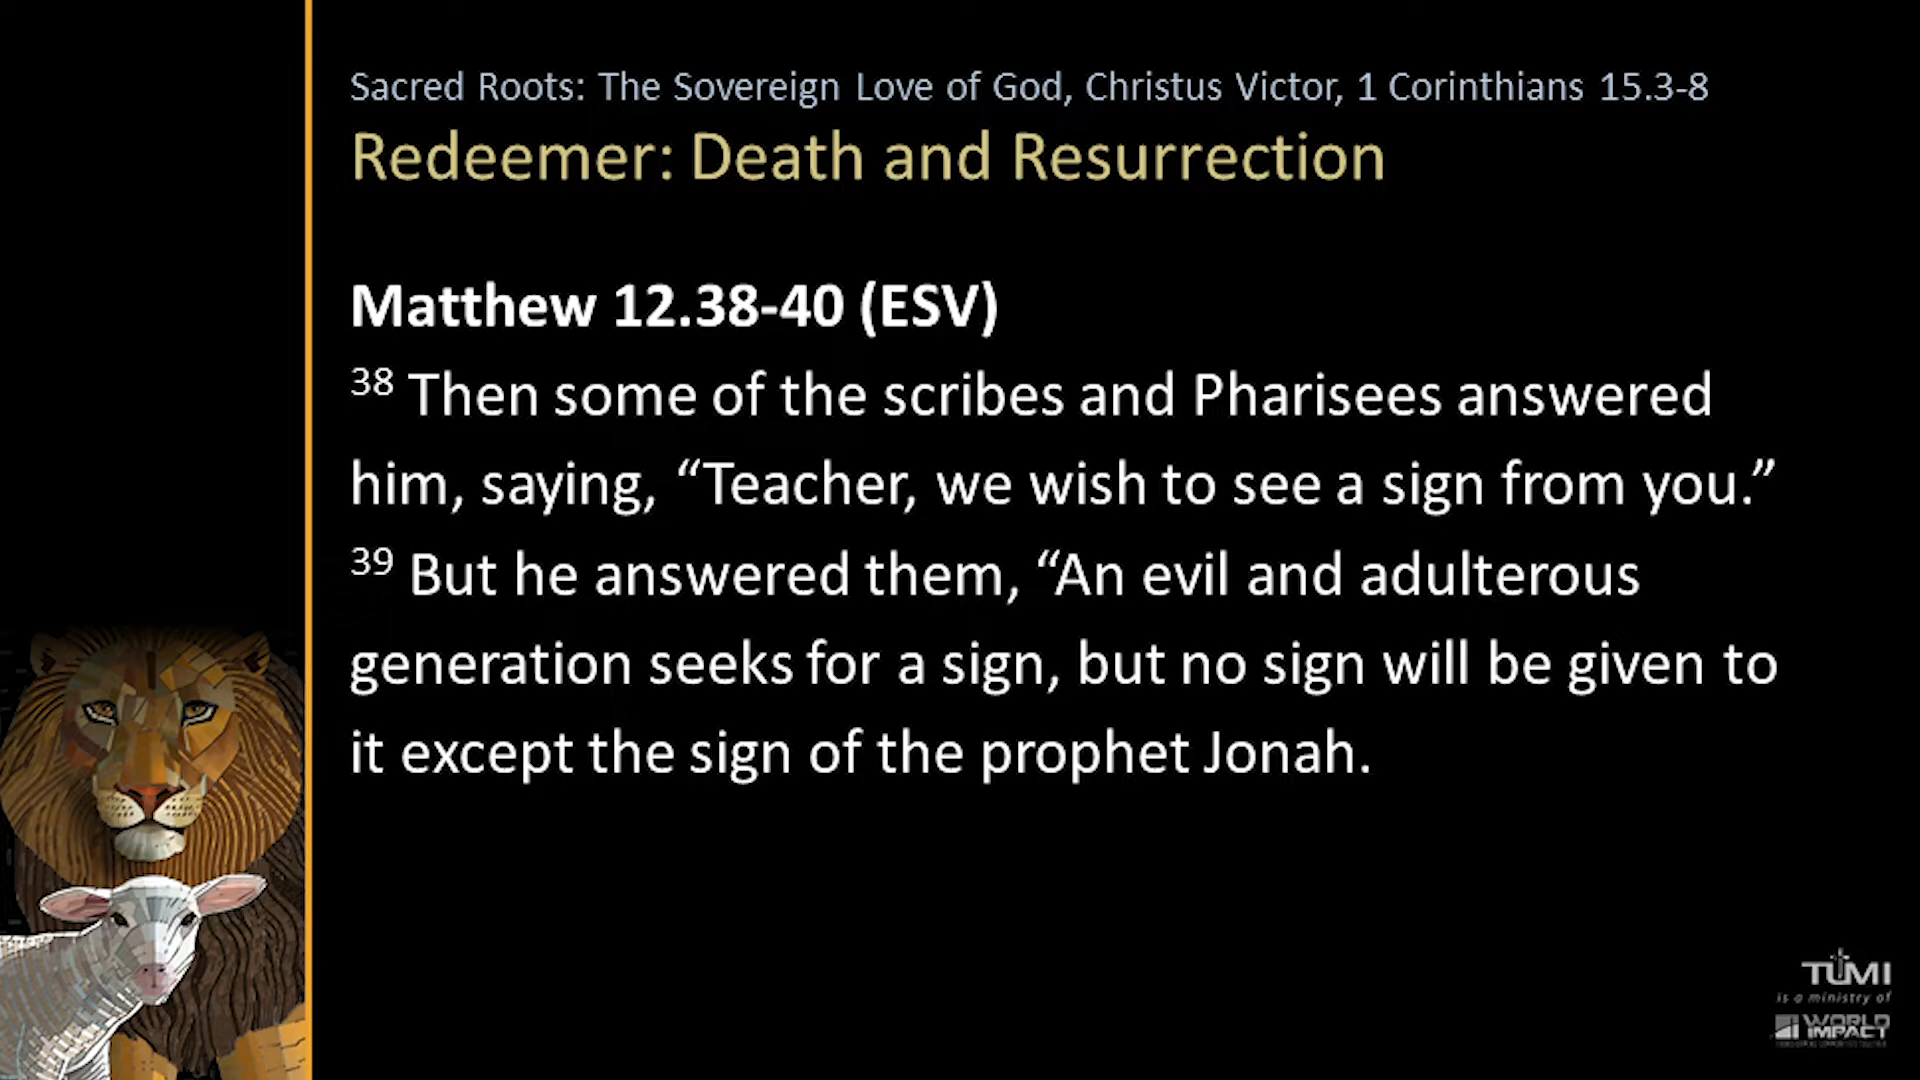 Sacred Roots: The Sovereign Love of God, Christus Victor, 1 Corinthians 15.3-8
Redeemer: Death and Resurrection
Matthew 12.38-40 (ESV)
38 Then some of the scribes and Pharisees answered
him, saying, “Teacher, we wish to see a sign from you.”
39 But he answered them, “An evil and adulterous
generation seeks for a sign, but no sign will be given to
it except the sign of the prophet Jonah.
TUMI
is a ministry of
WORLD
IMPACT